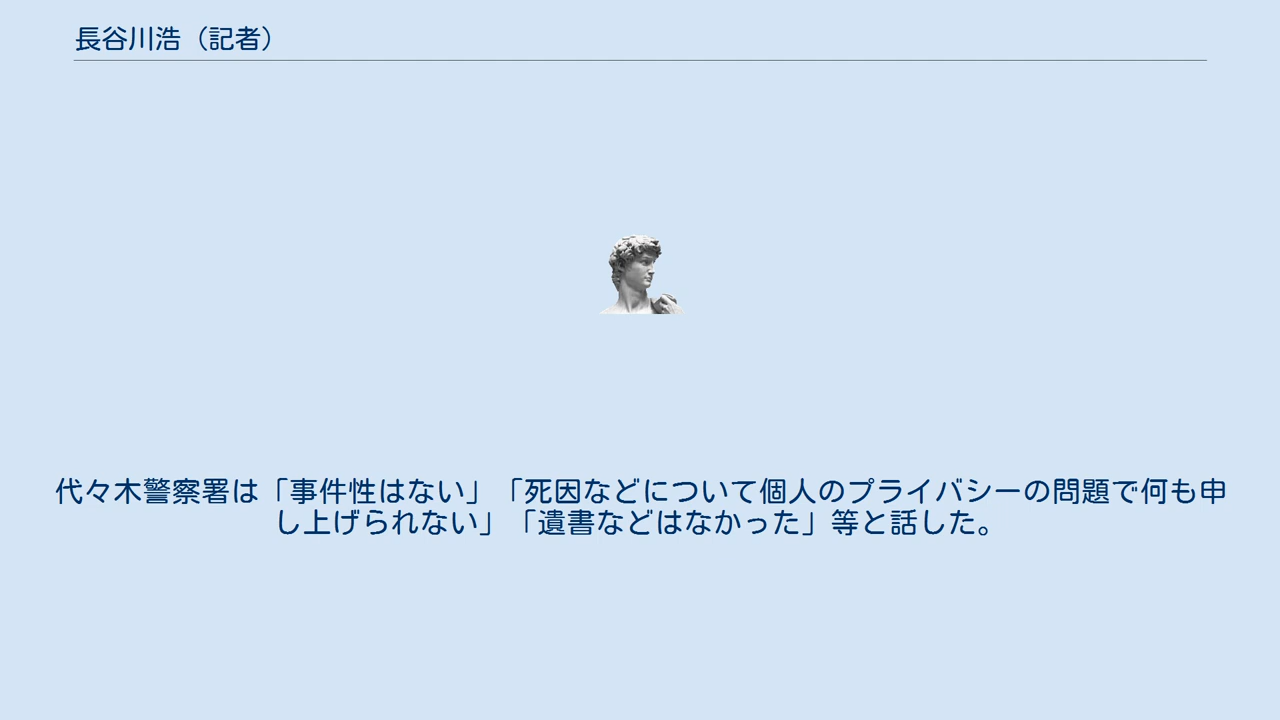 長谷川浩（記者）
代々木警察署は「事件性はない」「死因などについて個人のプライバシーの問題で何も申
し上げられない」「遺書などはなかった」等と話した。